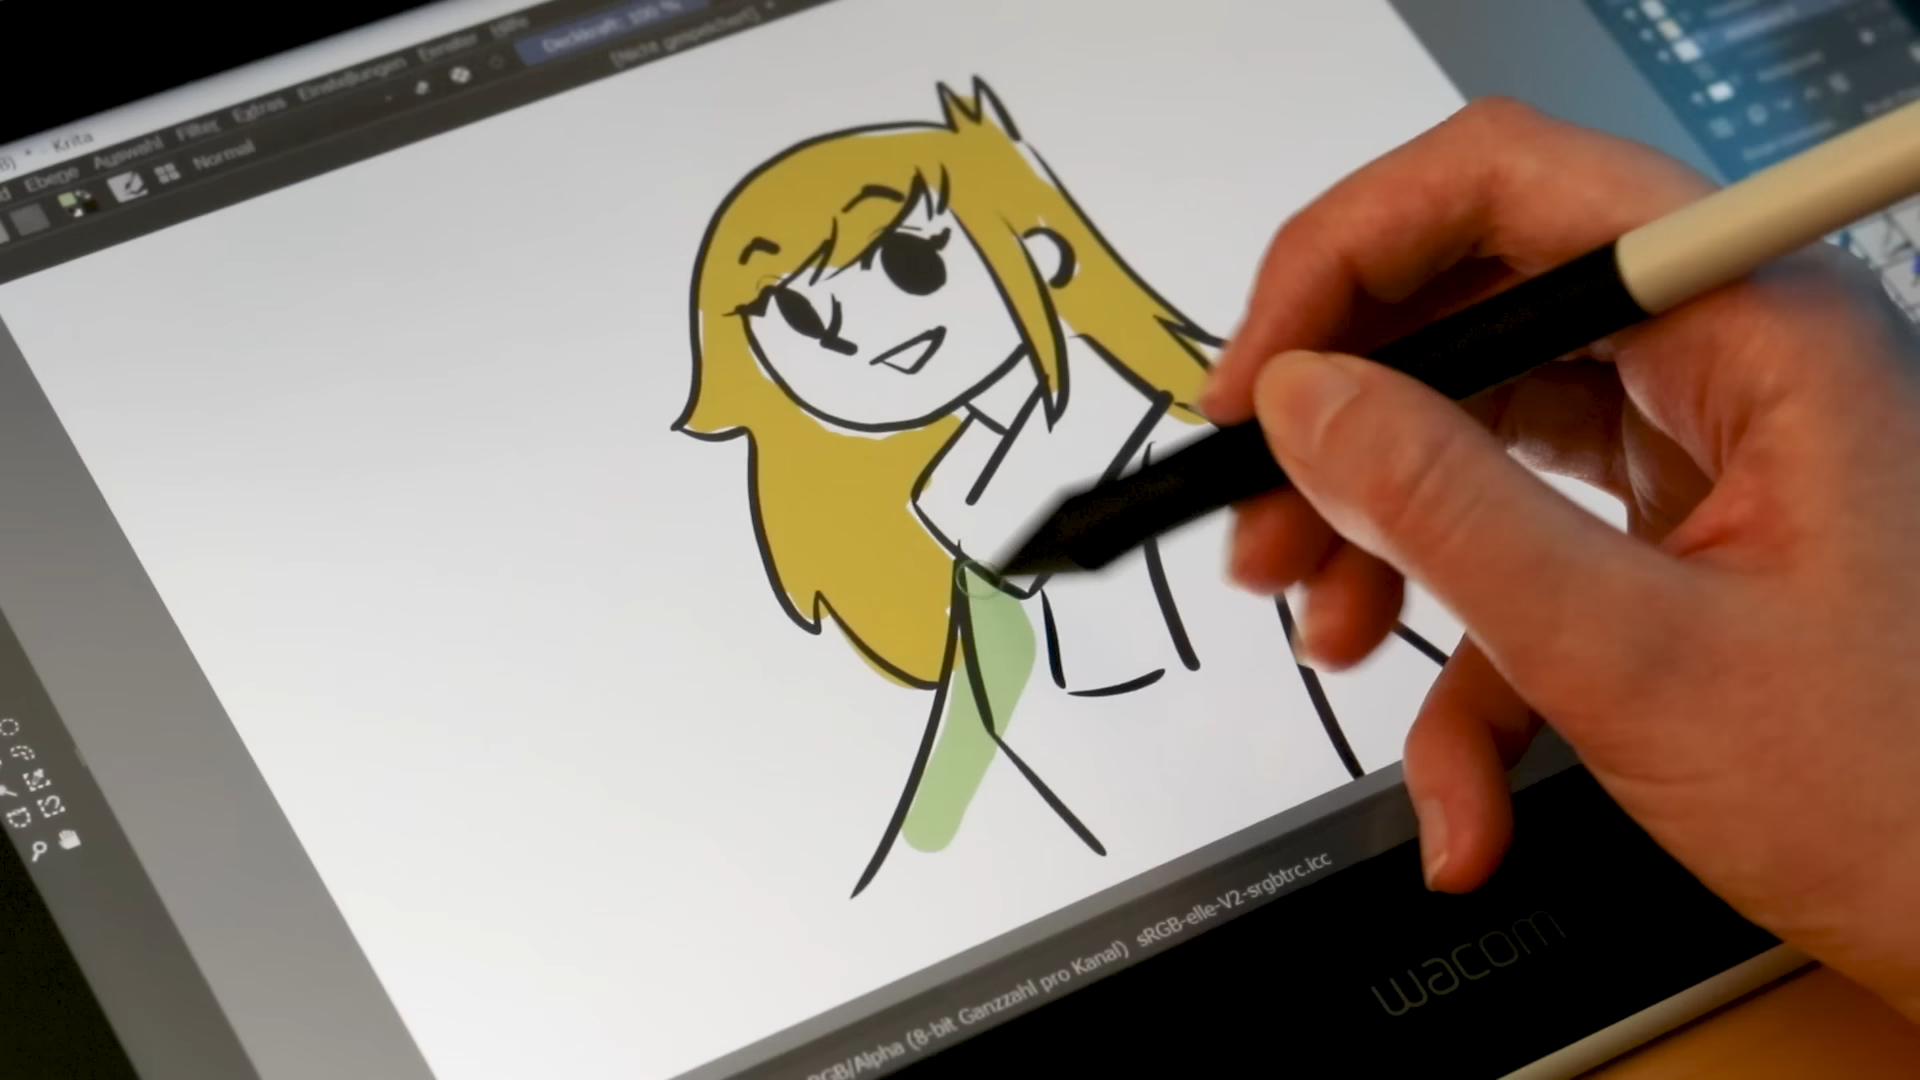 - Krita
Ebene Auswahl Filter Extras Einstellungen Fenster Hilfe
Normal
Deckkraft: 100 %
[Nicht gespeichert]
RGB/Alpha (8-bit Ganzzahl pro Kanal) sRGB-elle-V2-srgbtrc.icc
wacom